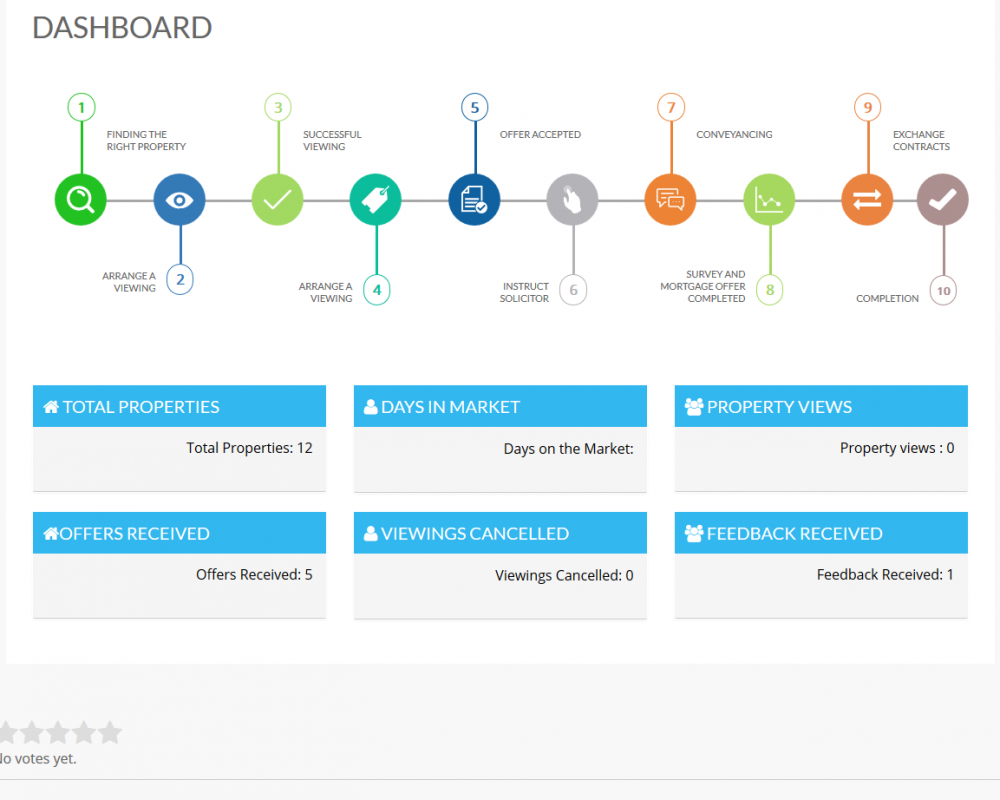 DASHBOARD
1
3
5
7
9
FINDING THE
RIGHT PROPERTY
SUCCESSFUL
VIEWING
OFFER ACCEPTED
CONVEYANCING
EXCHANGE
CONTRACTS
ARRANGE A
VIEWING
2
ARRANGE A
VIEWING
4
INSTRUCT
SOLICITOR
6
SURVEY AND
MORTGAGE OFFER
COMPLETED
8
COMPLETION
10
TOTAL PROPERTIES
Total Properties: 12
DAYS IN MARKET
Days on the Market:
PROPERTY VIEWS
Property views : 0
OFFERS RECEIVED
Offers Received: 5
VIEWINGS CANCELLED
Viewings Cancelled: 0
FEEDBACK RECEIVED
Feedback Received: 1
No votes yet.